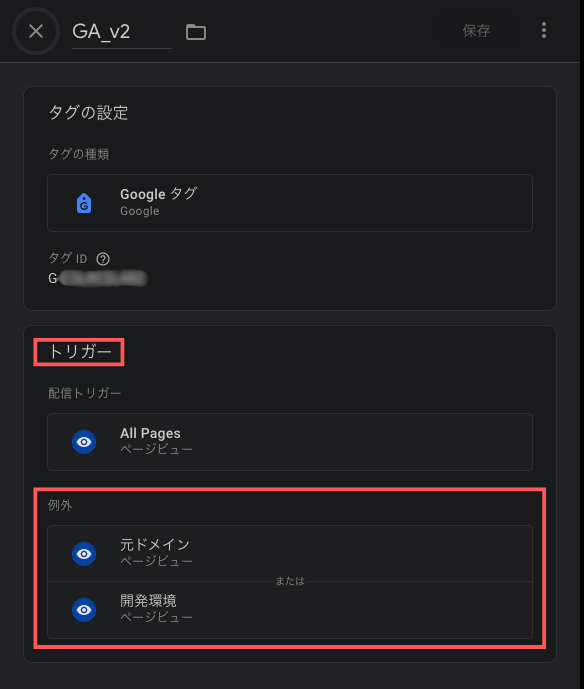 GA_v2
保存
タグの設定
タグの種類
Google タグ
Google
タグ ID
G
トリガー
配信トリガー
All Pages
ページビュー
例外
元ドメイン
ページビュー
または
開発環境
ページビュー